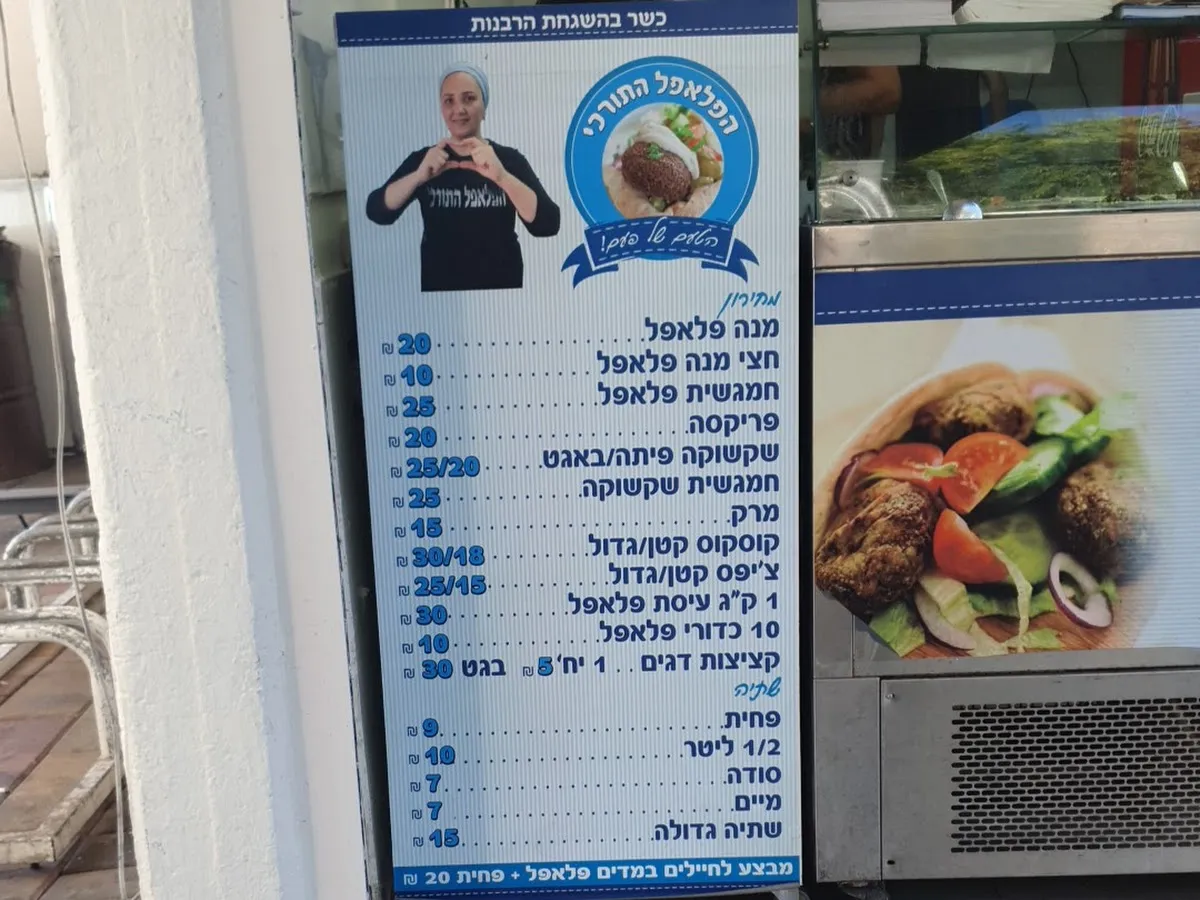 כשר בהשגחת הרבנות
הפלאפל התורכי
הפלאפל התורכי
הטעם של פעם!
מחירון
מנה פלאפל 20 ₪
חצי מנה פלאפל 10 ₪
חמגשית פלאפל 25 ₪
פריקסה 20 ₪
שקשוקה פיתה/באגט 25/20 ₪
חמגשית שקשוקה 25 ₪
מרק 15 ₪
קוסקוס קטן/גדול 30/18 ₪
צ'יפס קטן/גדול 25/15 ₪
1 ק"ג עיסת פלאפל 30 ₪
10 כדורי פלאפל 10 ₪
קציצות דגים .. 1 יח' 5 ₪ בגט 30 ₪
שתיה
פחית 9 ₪
1/2 ליטר 10 ₪
סודה 7 ₪
מיים 7 ₪
שתיה גדולה 15 ₪
מבצע לחיילים במדים פלאפל + פחית 20 ₪